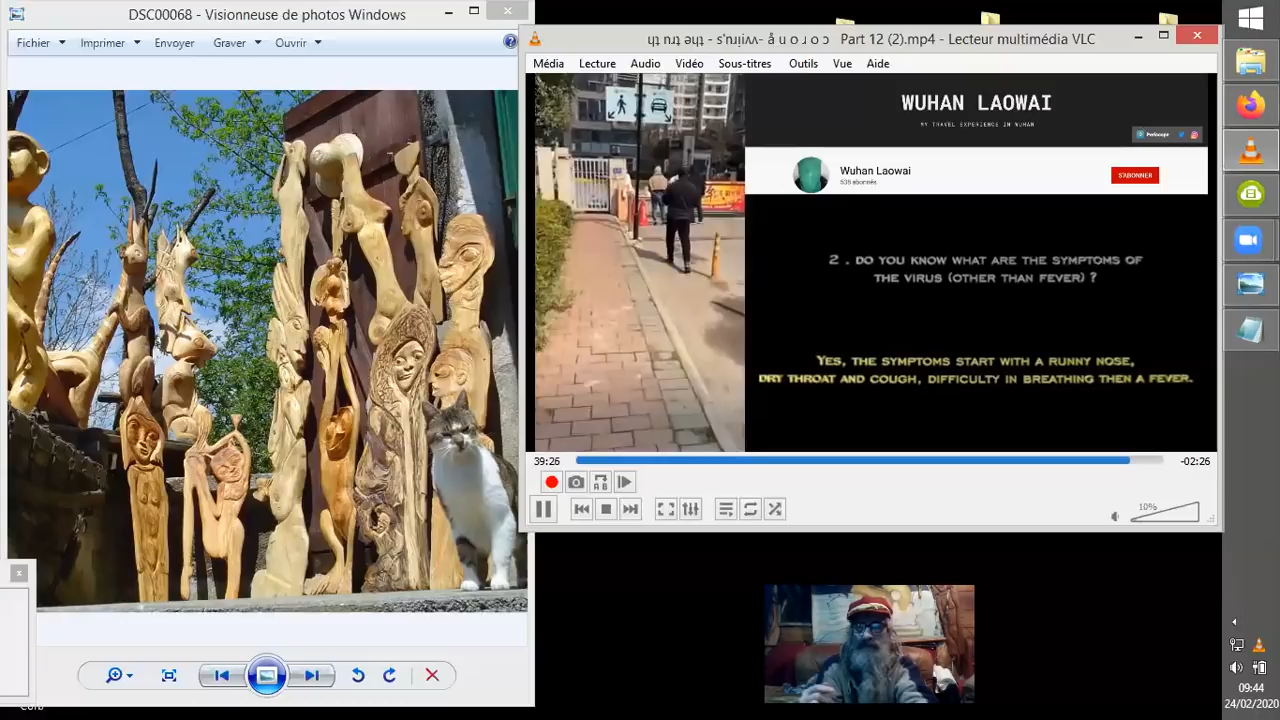 DSC00068 - Visionneuse de photos Windows
Fichier Imprimer Envoyer Graver Ouvrir
Part 12 (2).mp4 - Lecteur multimédia VLC
Média Lecture Audio Vidéo Sous-titres Outils Vue Aide
WUHAN LAOWAI
MY TRAVEL EXPERIENCE IN WUHAN
Periscope
Wuhan Laowai
538 abonnés
S'ABONNER
2 . DO YOU KNOW WHAT ARE THE SYMPTOMS OF
THE VIRUS (OTHER THAN FEVER) ?
YES, THE SYMPTOMS START WITH A RUNNY NOSE,
DRY THROAT AND COUGH, DIFFICULTY IN BREATHING THEN A FEVER.
39:26
-02:26
10%
09:44
24/02/2020